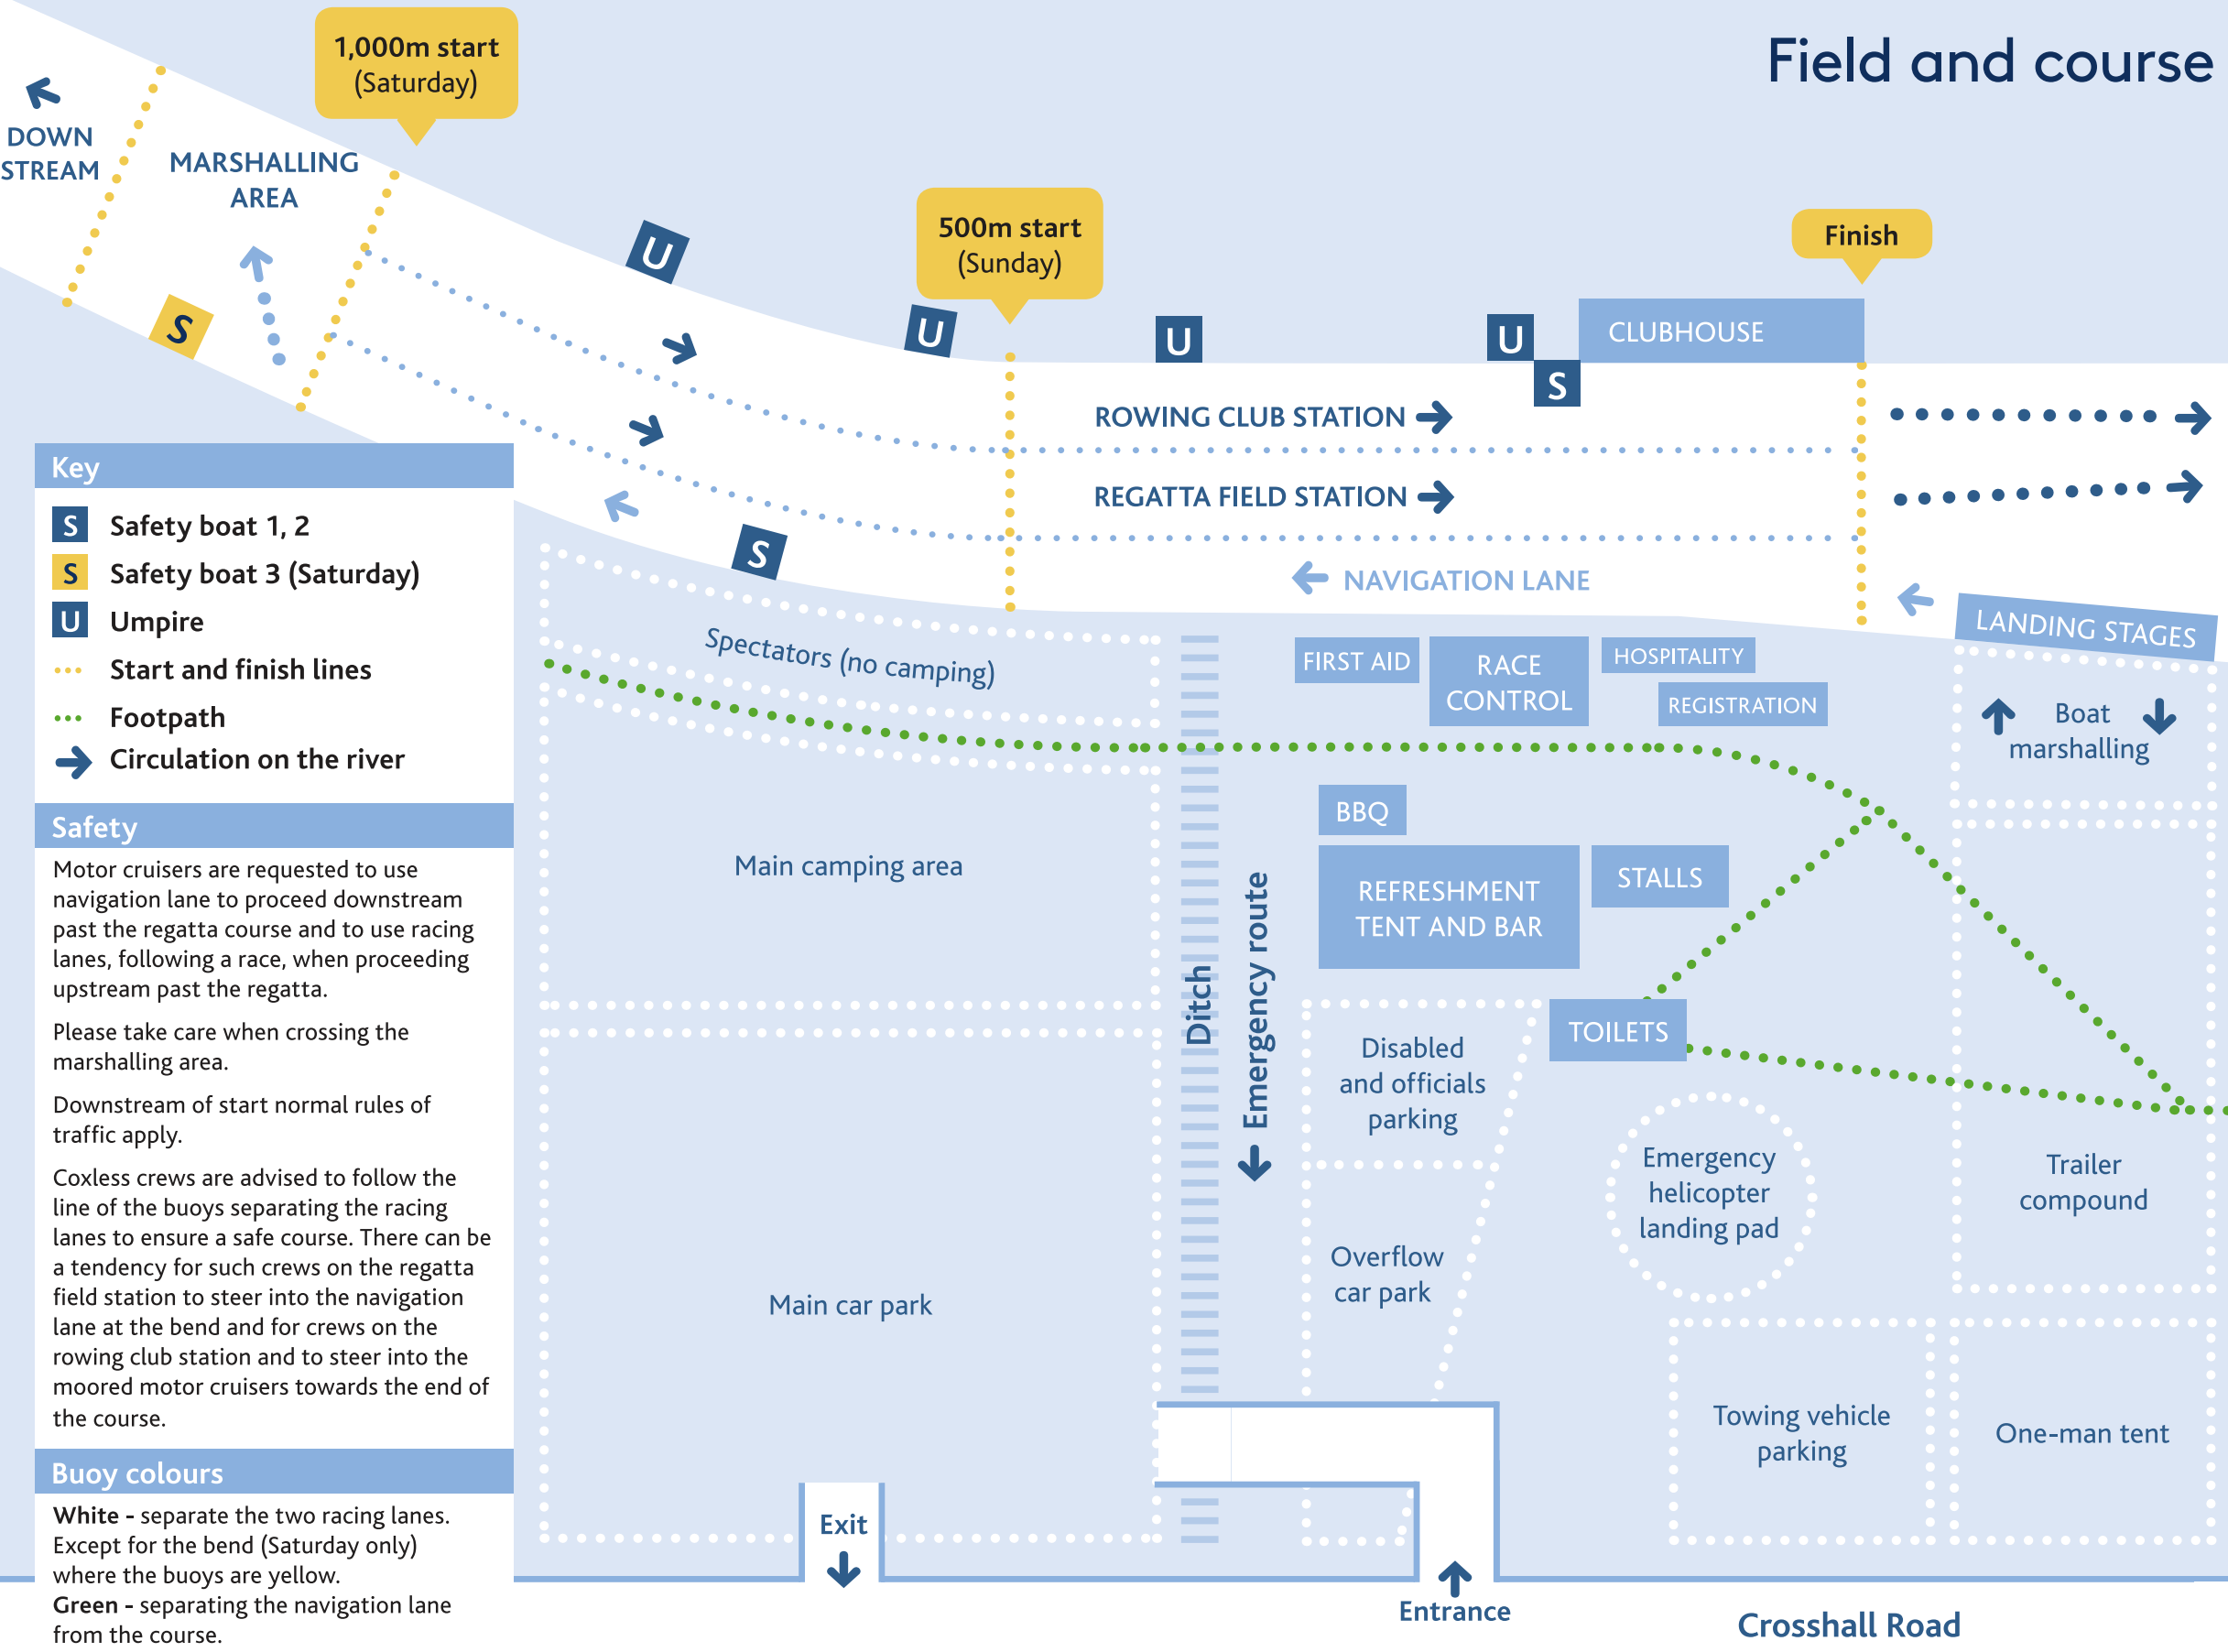 Field and course
1,000m start
(Saturday)
DOWN
STREAM
MARSHALLING
AREA
500m start
(Sunday)
Finish
U
U
U
U
S
S
S
CLUBHOUSE
ROWING CLUB STATION
REGATTA FIELD STATION
NAVIGATION LANE
LANDING STAGES
Key
S Safety boat 1, 2
S Safety boat 3 (Saturday)
U Umpire
Start and finish lines
Footpath
Circulation on the river
Safety
Motor cruisers are requested to use
navigation lane to proceed downstream
past the regatta course and to use racing
lanes, following a race, when proceeding
upstream past the regatta.
Please take care when crossing the
marshalling area.
Downstream of start normal rules of
traffic apply.
Coxless crews are advised to follow the
line of the buoys separating the racing
lanes to ensure a safe course. There can be
a tendency for such crews on the regatta
field station to steer into the navigation
lane at the bend and for crews on the
rowing club station and to steer into the
moored motor cruisers towards the end of
the course.
Buoy colours
White - separate the two racing lanes.
Except for the bend (Saturday only)
where the buoys are yellow.
Green - separating the navigation lane
from the course.
Spectators (no camping)
Main camping area
Main car park
Exit
Ditch
Emergency route
FIRST AID
RACE
CONTROL
HOSPITALITY
REGISTRATION
Boat
marshalling
BBQ
REFRESHMENT
TENT AND BAR
STALLS
TOILETS
Disabled
and officials
parking
Overflow
car park
Emergency
helicopter
landing pad
Trailer
compound
Towing vehicle
parking
One-man tent
Entrance
Crosshall Road